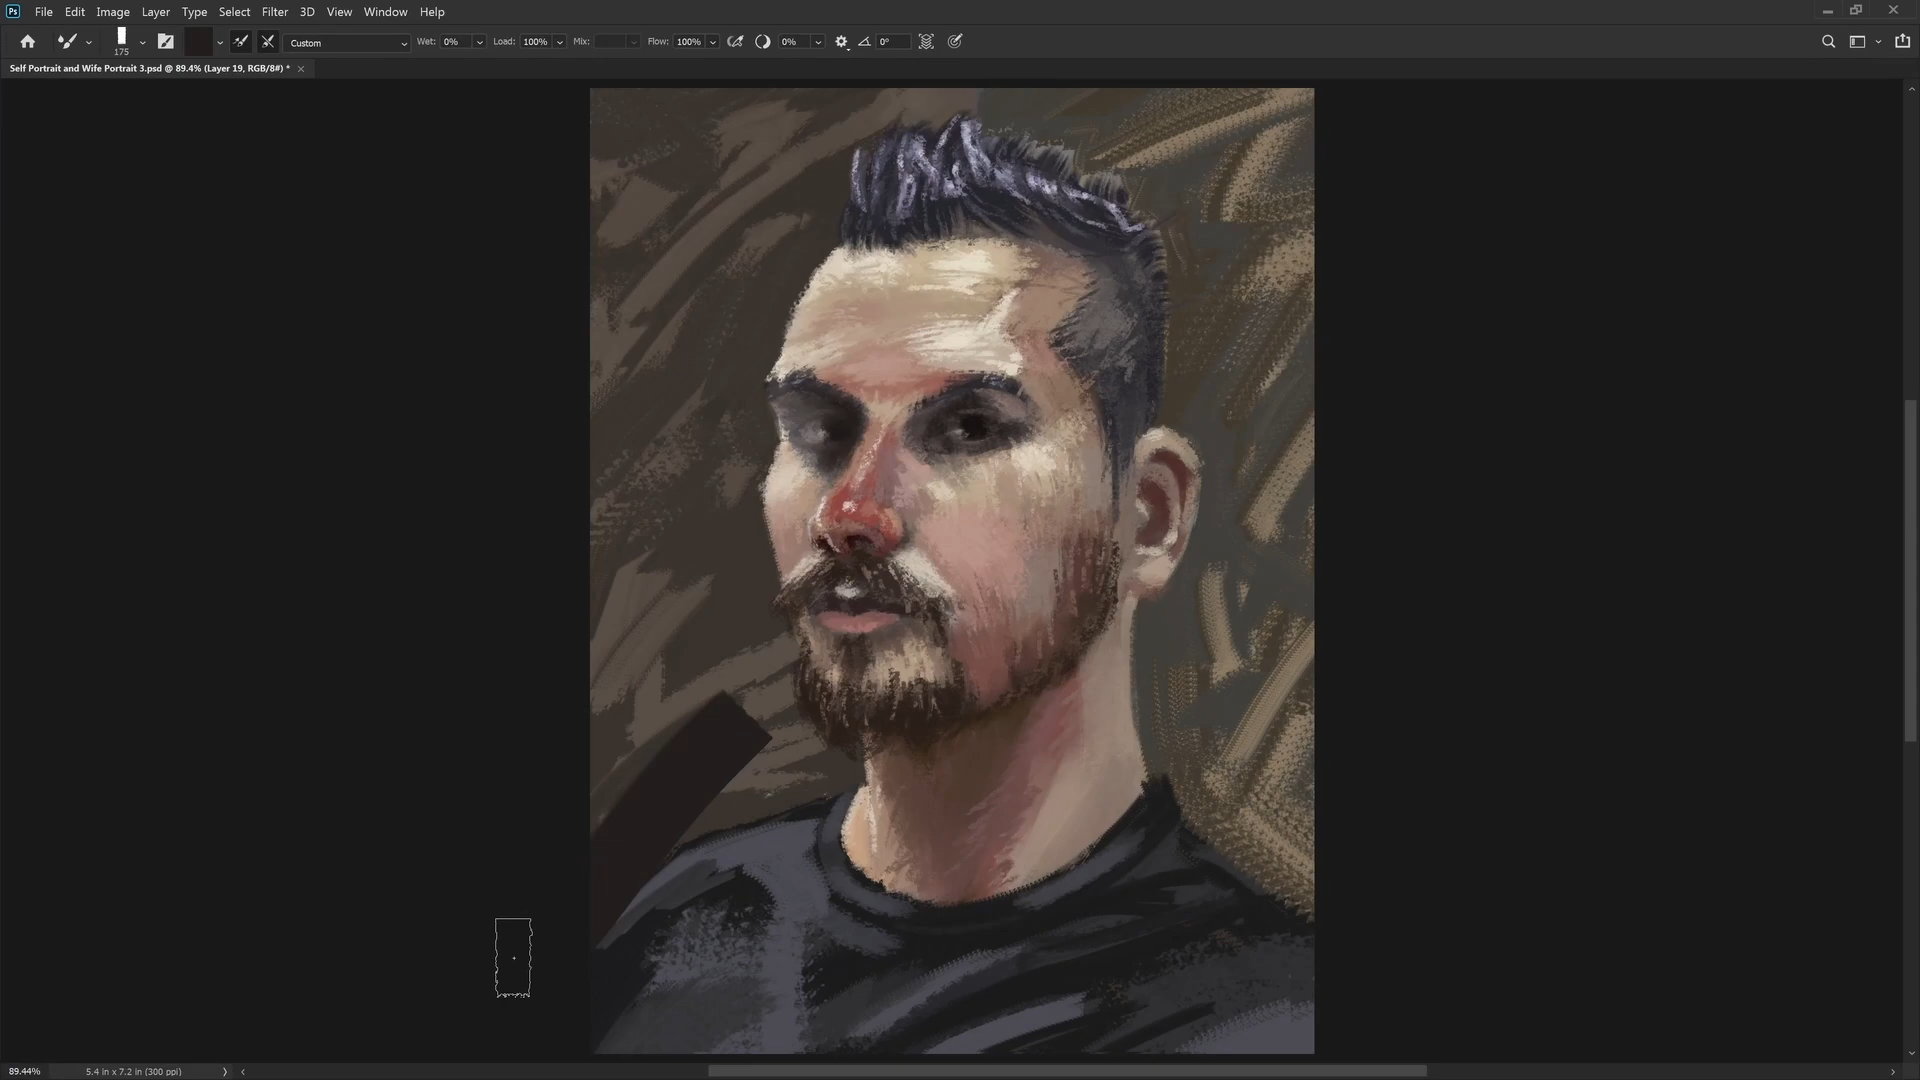 Ps File Edit Image Layer Type Select Filter 3D View Window Help
175 Custom Wet: 0% Load: 100% Mix: Flow: 100% 0% 0°
Self Portrait and Wife Portrait 3.psd @ 89.4% (Layer 19, RGB/8#) *
89.44% 5.4 in x 7.2 in (300 ppi)